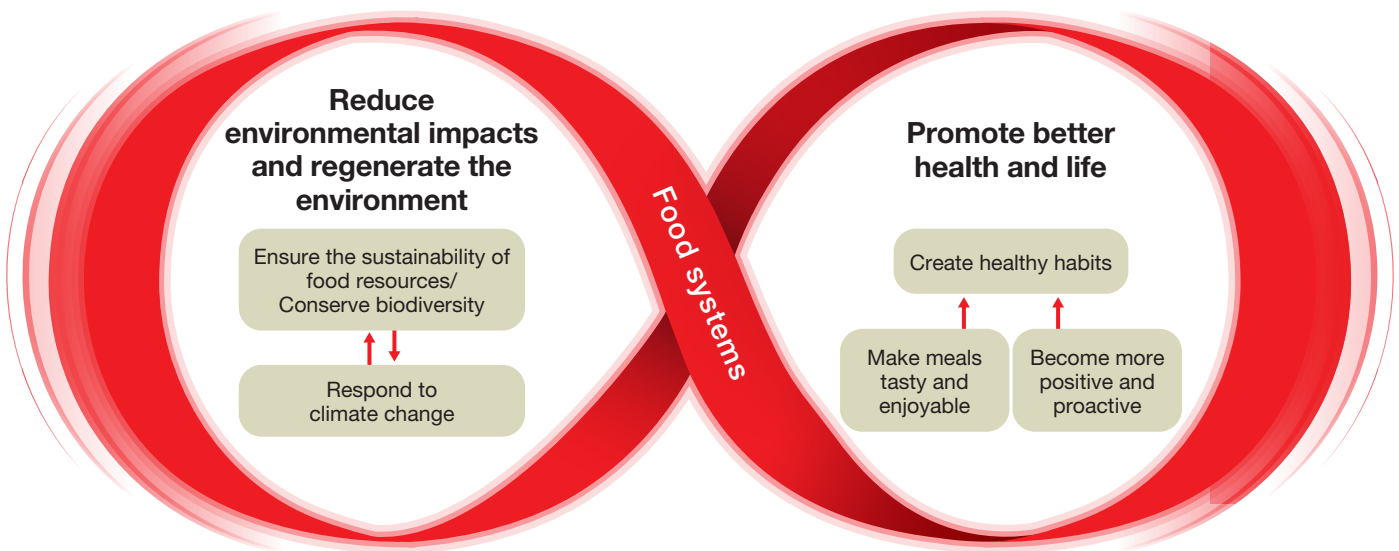 Reduce
environmental impacts
and regenerate the
environment
Ensure the sustainability of
food resources/
Conserve biodiversity
Respond to
climate change
Food systems
Promote better
health and life
Create healthy habits
Make meals
tasty and
enjoyable
Become more
positive and
proactive